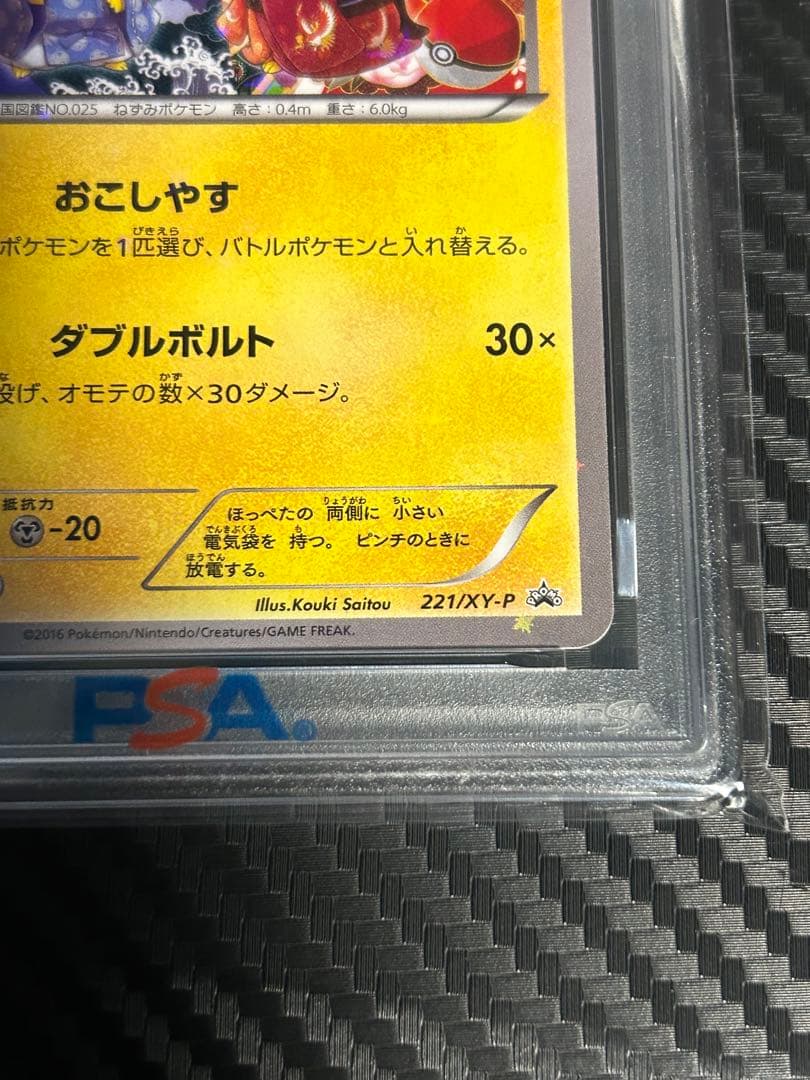 国図鑑NO.025 ねずみポケモン 高さ：0.4m 重さ：6.0kg
おこしやす
ポケモンを1匹選び、バトルポケモンと入れ替える。
ダブルボルト 30×
投げ、オモテの数×30ダメージ。
抵抗力
-20
ほっぺたの 両側に 小さい
電気袋を 持つ。 ピンチのときに
放電する。
Illus.Kouki Saitou 221/XY-P PROMO
©2016 Pokémon/Nintendo/Creatures/GAME FREAK.
PSA® PSA